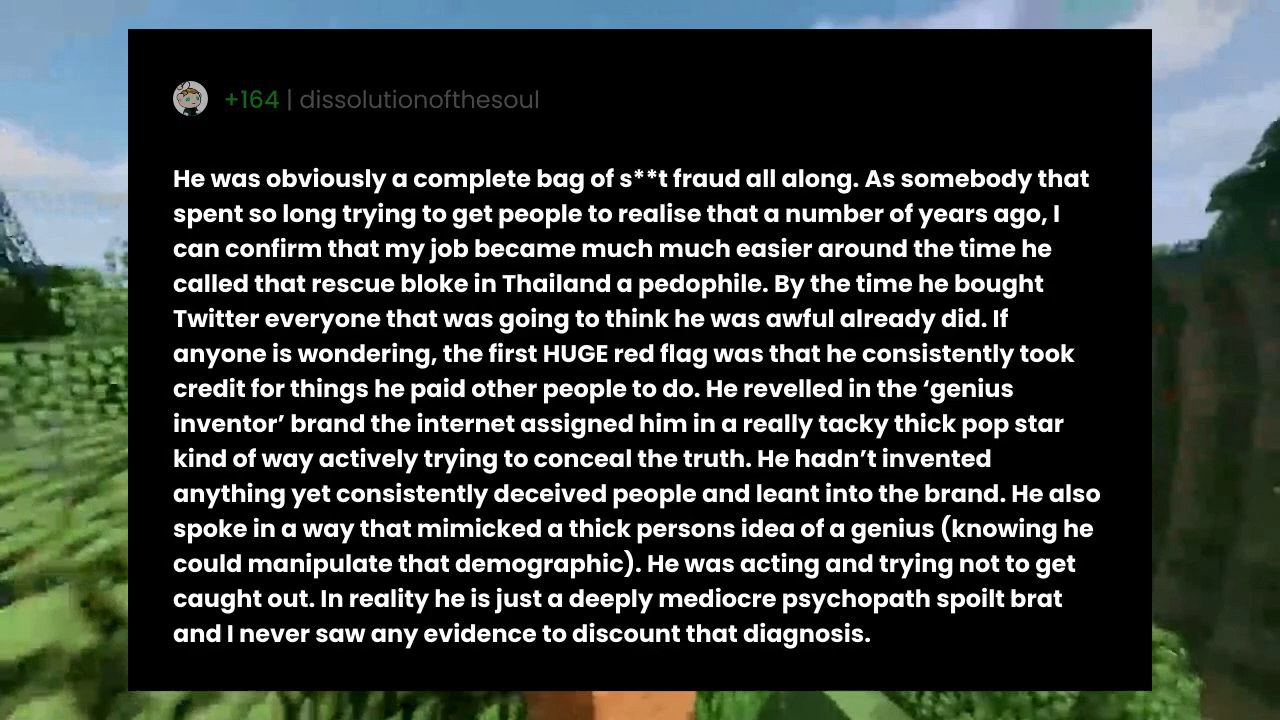 +164 | dissolutionofthesoul
He was obviously a complete bag of s**t fraud all along. As somebody that
spent so long trying to get people to realise that a number of years ago, I
can confirm that my job became much much easier around the time he
called that rescue bloke in Thailand a pedophile. By the time he bought
Twitter everyone that was going to think he was awful already did. If
anyone is wondering, the first HUGE red flag was that he consistently took
credit for things he paid other people to do. He revelled in the ‘genius
inventor’ brand the internet assigned him in a really tacky thick pop star
kind of way actively trying to conceal the truth. He hadn’t invented
anything yet consistently deceived people and leant into the brand. He also
spoke in a way that mimicked a thick persons idea of a genius (knowing he
could manipulate that demographic). He was acting and trying not to get
caught out. In reality he is just a deeply mediocre psychopath spoilt brat
and I never saw any evidence to discount that diagnosis.